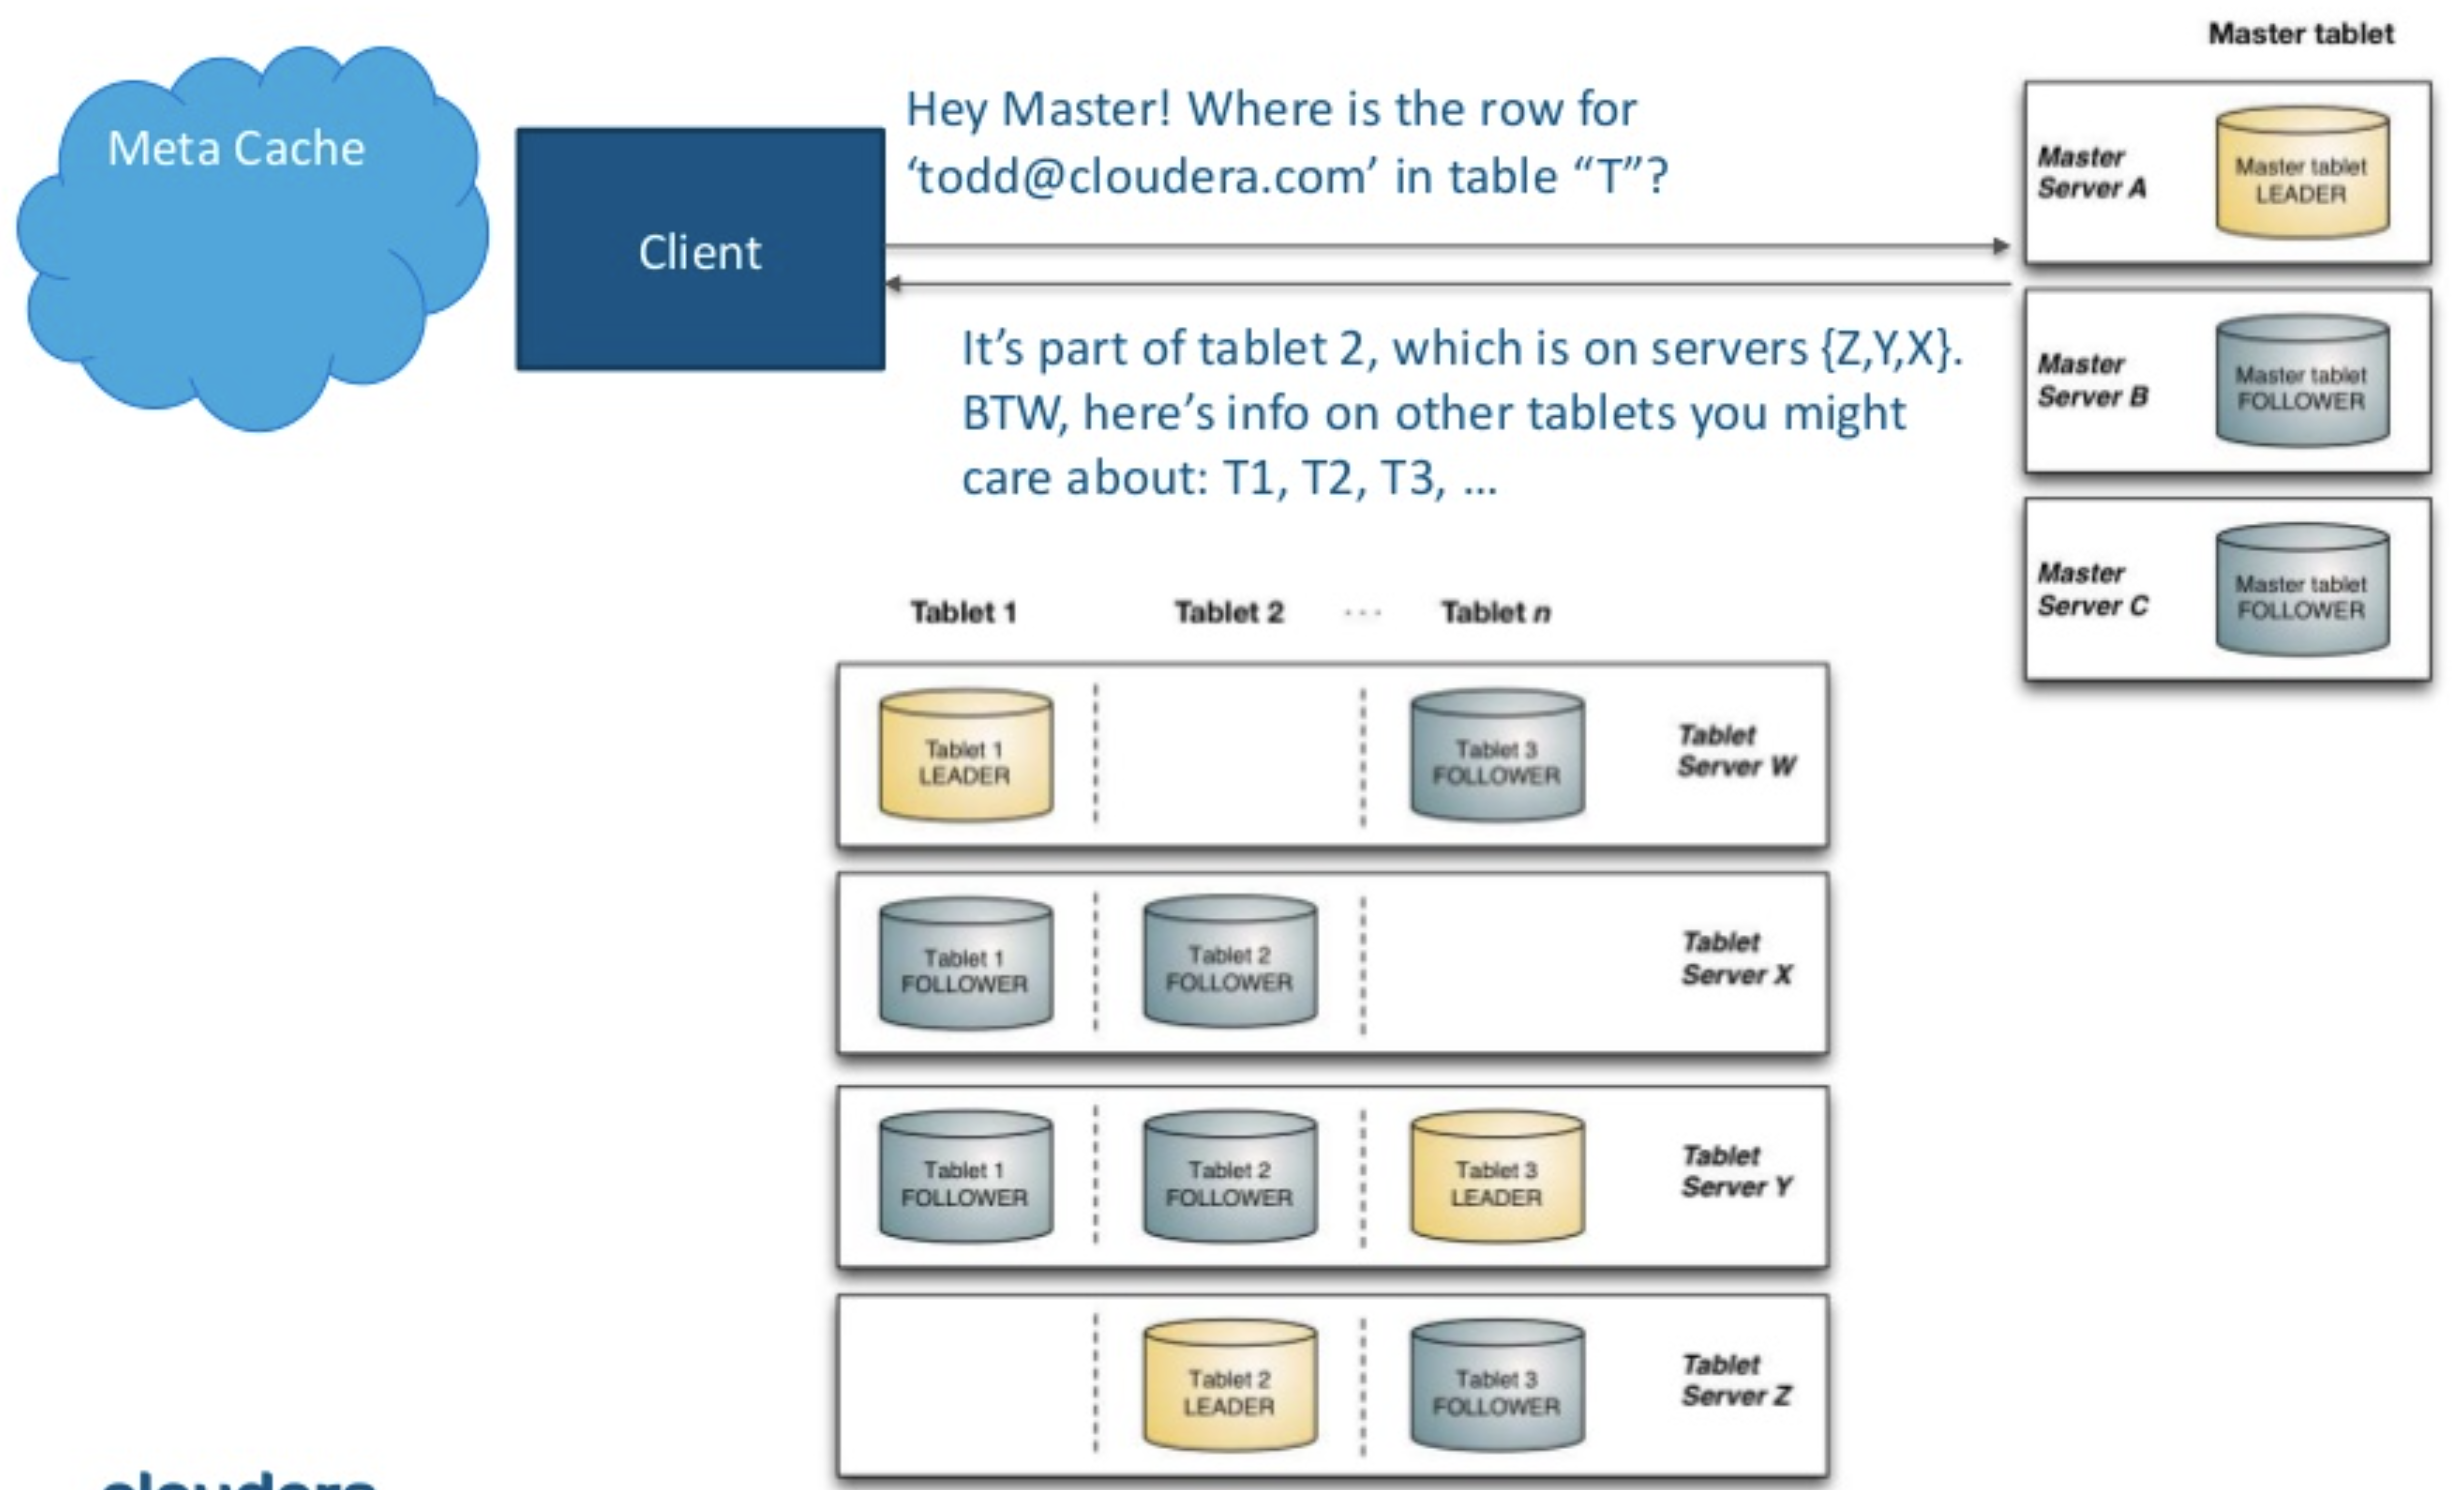 Master tablet
Meta Cache
Client
Hey Master! Where is the row for
‘todd@cloudera.com’ in table “T”?
It’s part of tablet 2, which is on servers {Z,Y,X}.
BTW, here’s info on other tablets you might
care about: T1, T2, T3, ...
Master
Server A
Master tablet
LEADER
Master
Server B
Master tablet
FOLLOWER
Master
Server C
Master tablet
FOLLOWER
Tablet 1 Tablet 2 ... Tablet n
Tablet 1
LEADER
Tablet 3
FOLLOWER
Tablet
Server W
Tablet 1
FOLLOWER
Tablet 2
FOLLOWER
Tablet
Server X
Tablet 1
FOLLOWER
Tablet 2
FOLLOWER
Tablet 3
LEADER
Tablet
Server Y
Tablet 2
LEADER
Tablet 3
FOLLOWER
Tablet
Server Z
cloudera